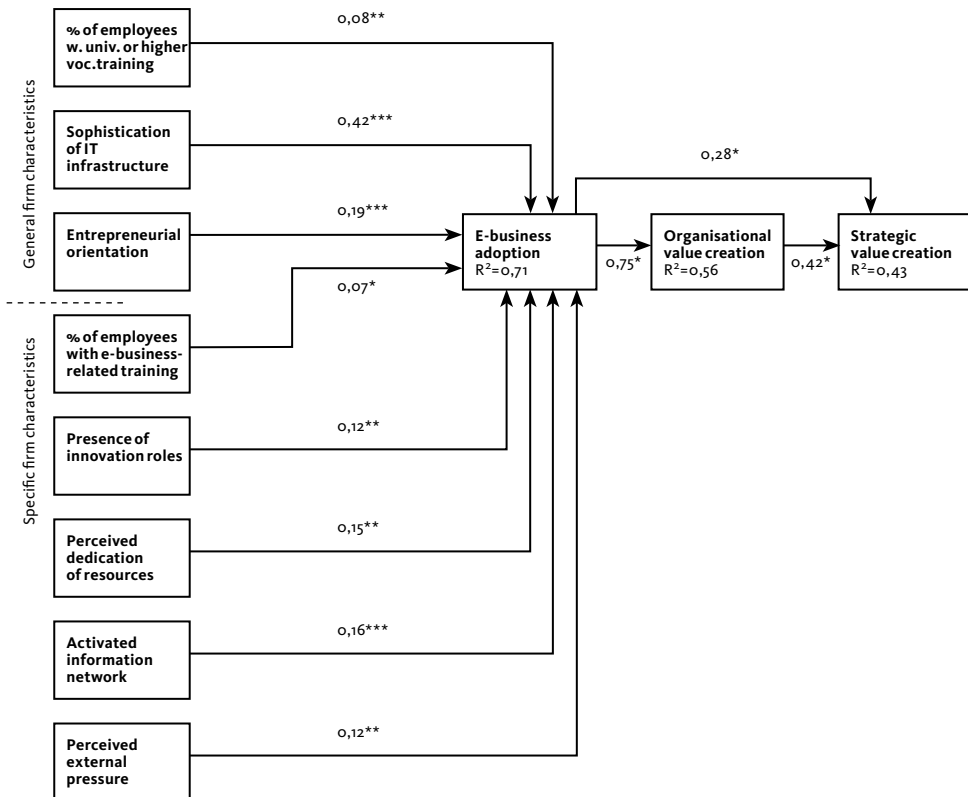 General firm characteristics
% of employees
w. univ. or higher
voc.training
0,08**
Sophistication
of IT
infrastructure
0,42***
Entrepreneurial
orientation
0,19***
Specific firm characteristics
% of employees
with e-business-
related training
0,07*
Presence of
innovation roles
0,12**
Perceived
dedication
of resources
0,15**
Activated
information
network
0,16***
Perceived
external
pressure
0,12**
E-business
adoption
R²=0,71
0,75*
0,28*
Organisational
value creation
R²=0,56
0,42*
Strategic
value creation
R²=0,43